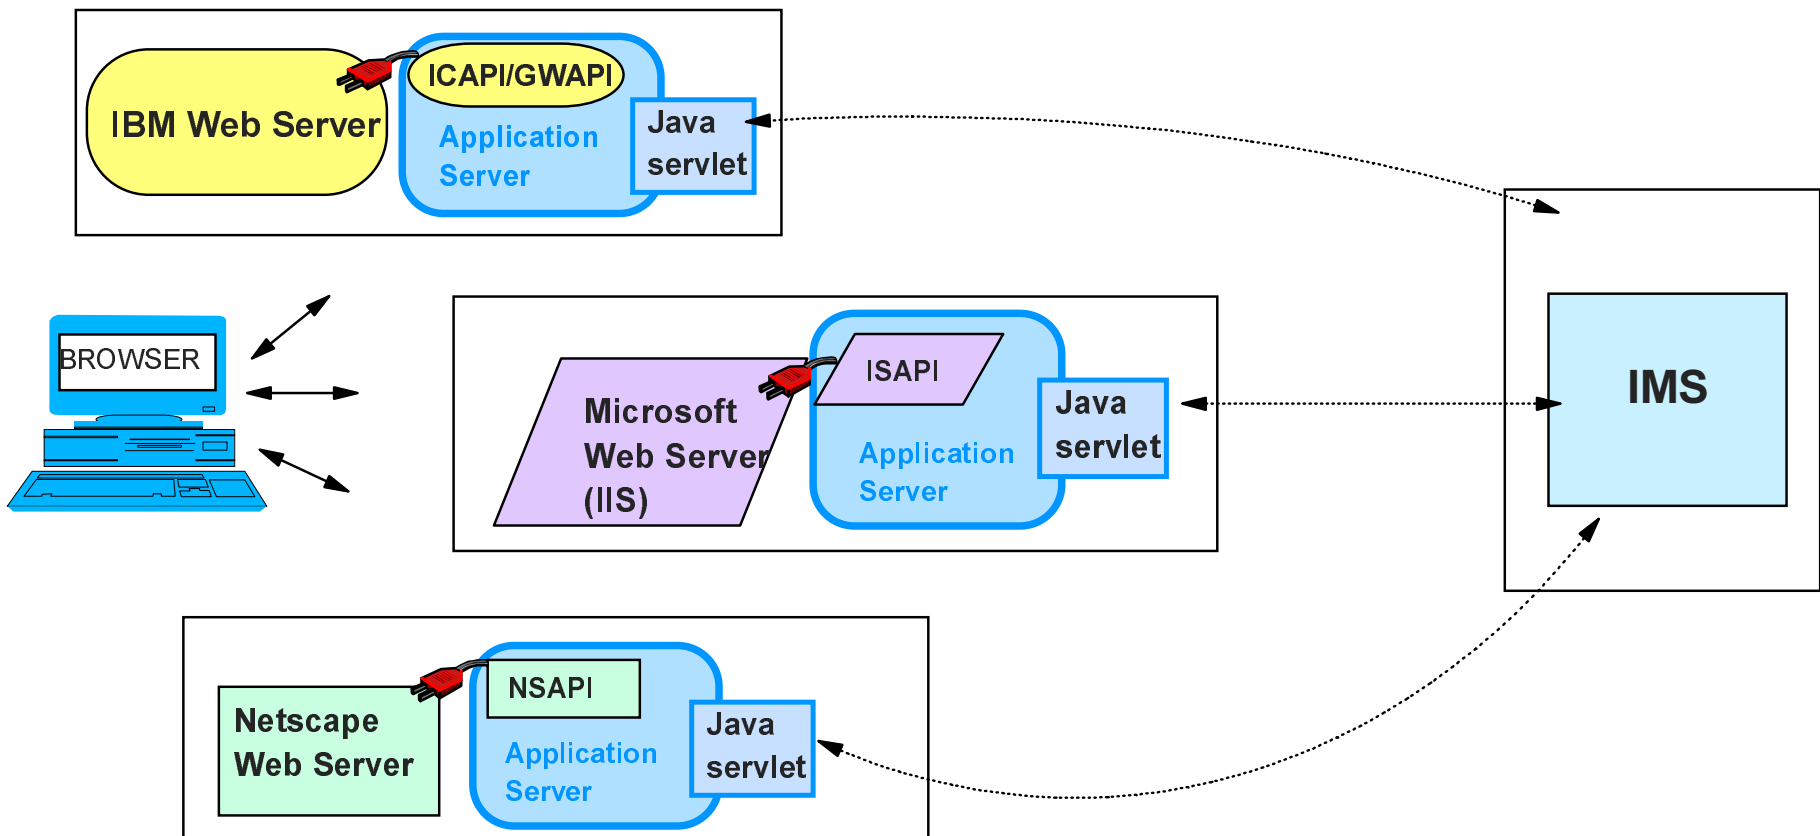 IBM Web Server
ICAPI/GWAPI
Application
Server
Java
servlet
BROWSER
Microsoft
Web Server
(IIS)
ISAPI
Application
Server
Java
servlet
IMS
Netscape
Web Server
NSAPI
Application
Server
Java
servlet